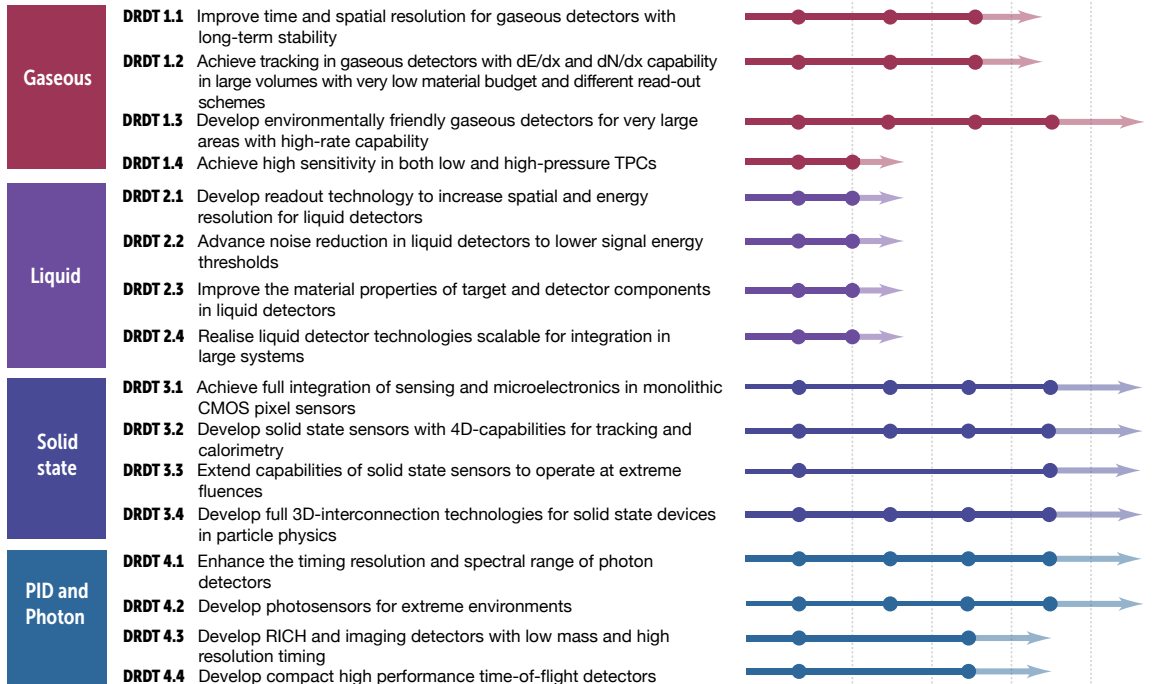 Gaseous
DRDT 1.1 Improve time and spatial resolution for gaseous detectors with
long-term stability
DRDT 1.2 Achieve tracking in gaseous detectors with dE/dx and dN/dx capability
in large volumes with very low material budget and different read-out
schemes
DRDT 1.3 Develop environmentally friendly gaseous detectors for very large
areas with high-rate capability
DRDT 1.4 Achieve high sensitivity in both low and high-pressure TPCs
Liquid
DRDT 2.1 Develop readout technology to increase spatial and energy
resolution for liquid detectors
DRDT 2.2 Advance noise reduction in liquid detectors to lower signal energy
thresholds
DRDT 2.3 Improve the material properties of target and detector components
in liquid detectors
DRDT 2.4 Realise liquid detector technologies scalable for integration in
large systems
Solid
state
DRDT 3.1 Achieve full integration of sensing and microelectronics in monolithic
CMOS pixel sensors
DRDT 3.2 Develop solid state sensors with 4D-capabilities for tracking and
calorimetry
DRDT 3.3 Extend capabilities of solid state sensors to operate at extreme
fluences
DRDT 3.4 Develop full 3D-interconnection technologies for solid state devices
in particle physics
PID and
Photon
DRDT 4.1 Enhance the timing resolution and spectral range of photon
detectors
DRDT 4.2 Develop photosensors for extreme environments
DRDT 4.3 Develop RICH and imaging detectors with low mass and high
resolution timing
DRDT 4.4 Develop compact high performance time-of-flight detectors